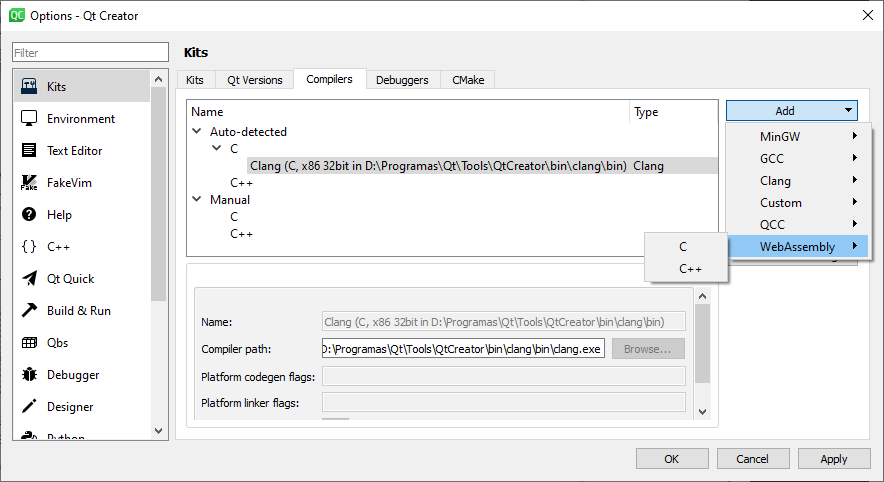 QC Options - Qt Creator
Filter
Kits
Environment
Text Editor
Fake
FakeVim
Help
C++
Qt Quick
Build & Run
Qbs
Debugger
Designer
Python
Kits
Kits Qt Versions Compilers Debuggers CMake
Name Type
Auto-detected
C
Clang (C, x86 32bit in D:\Programas\Qt\Tools\QtCreator\bin\clang\bin) Clang
C++
Manual
C
C++
Add
MinGW
GCC
Clang
Custom
QCC
WebAssembly
C
C++
Name: Clang (C, x86 32bit in D:\Programas\Qt\Tools\QtCreator\bin\clang\bin)
Compiler path: D:\Programas\Qt\Tools\QtCreator\bin\clang\bin\clang.exe Browse...
Platform codegen flags:
Platform linker flags:
OK Cancel Apply